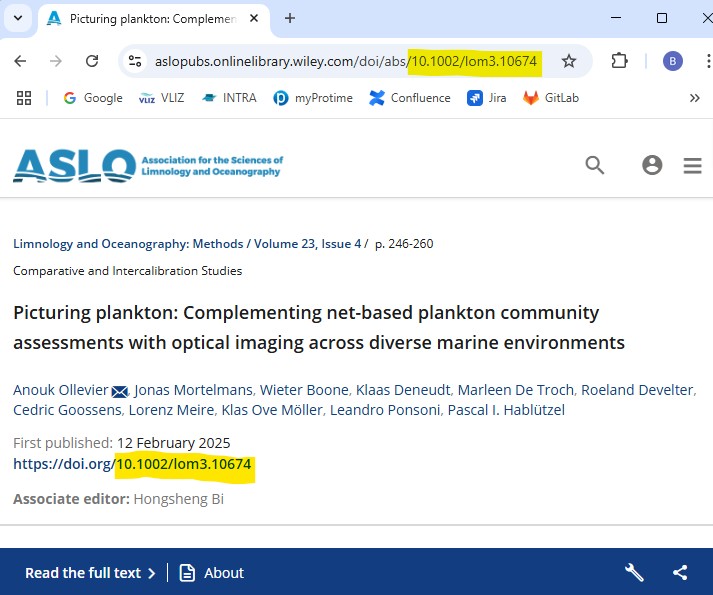 Picturing plankton: Complemen
aslopubs.onlinelibrary.wiley.com/doi/abs/10.1002/lom3.10674
B
Google VLIZ VLIZ INTRA myProtime Confluence Jira GitLab
ASLO Association for the Sciences of
Limnology and Oceanography
Limnology and Oceanography: Methods / Volume 23, Issue 4 / p. 246-260
Comparative and Intercalibration Studies
Picturing plankton: Complementing net-based plankton community
assessments with optical imaging across diverse marine environments
Anouk Ollevier, Jonas Mortelmans, Wieter Boone, Klaas Deneudt, Marleen De Troch, Roeland Develter,
Cedric Goossens, Lorenz Meire, Klas Ove Möller, Leandro Ponsoni, Pascal I. Hablützel
First published: 12 February 2025
https://doi.org/10.1002/lom3.10674
Associate editor: Hongsheng Bi
Read the full text About